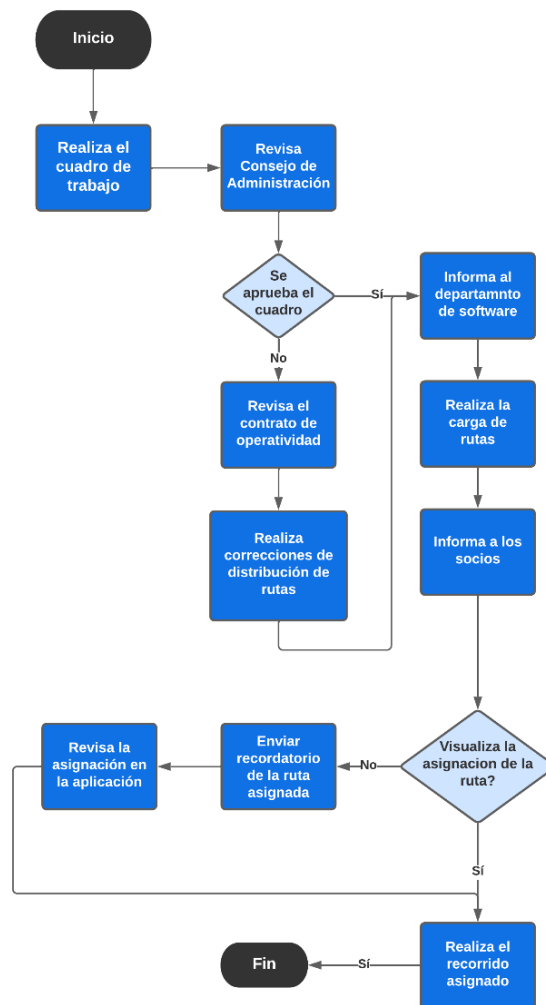 Inicio
Realiza el
cuadro de
trabajo
Revisa
Consejo de
Administración
Se
aprueba el
cuadro
Sí
Informa al
departamnto
de software
No
Revisa el
contrato de
operatividad
Realiza la
carga de
rutas
Realiza
correcciones de
distribución de
rutas
Informa a los
socios
Visualiza la
asignacion de la
ruta?
No
Enviar
recordatorio
de la ruta
asignada
Revisa la
asignación en
la aplicación
Sí
Realiza el
recorrido
asignado
Sí
Fin